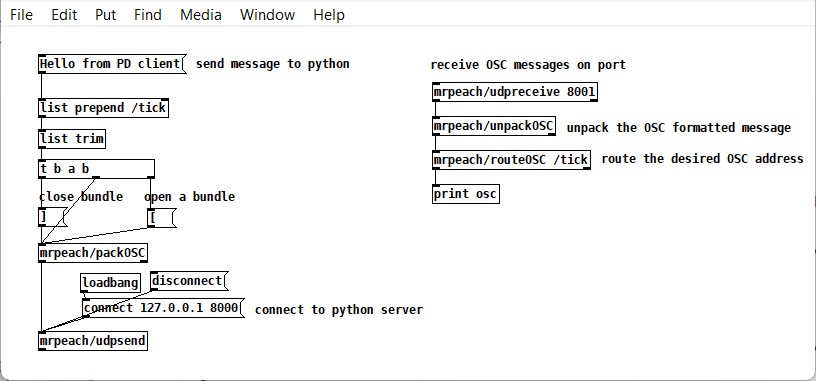 File Edit Put Find Media Window Help
Hello from PD client send message to python
list prepend /tick
list trim
t b a b
close bundle open a bundle
] [
mrpeach/packOSC
loadbang disconnect
connect 127.0.0.1 8000 connect to python server
mrpeach/udpsend
receive OSC messages on port
mrpeach/udpreceive 8001
mrpeach/unpackOSC unpack the OSC formatted message
mrpeach/routeOSC /tick route the desired OSC address
print osc